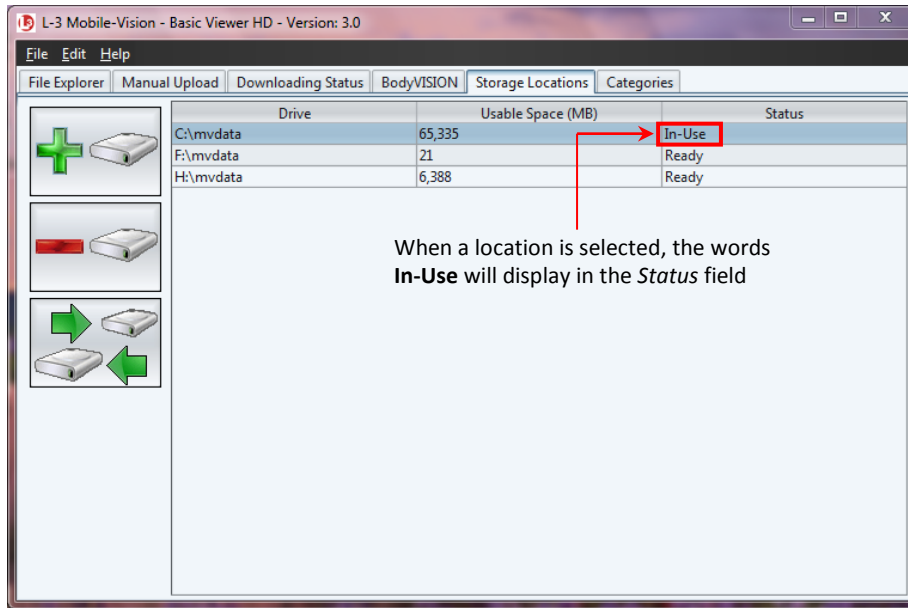 L-3 Mobile-Vision - Basic Viewer HD - Version: 3.0
File Edit Help
File Explorer Manual Upload Downloading Status BodyVISION Storage Locations Categories
Drive Usable Space (MB) Status
C:\mvdata 65,335 In-Use
F:\mvdata 21 Ready
H:\mvdata 6,388 Ready
When a location is selected, the words
In-Use will display in the Status field